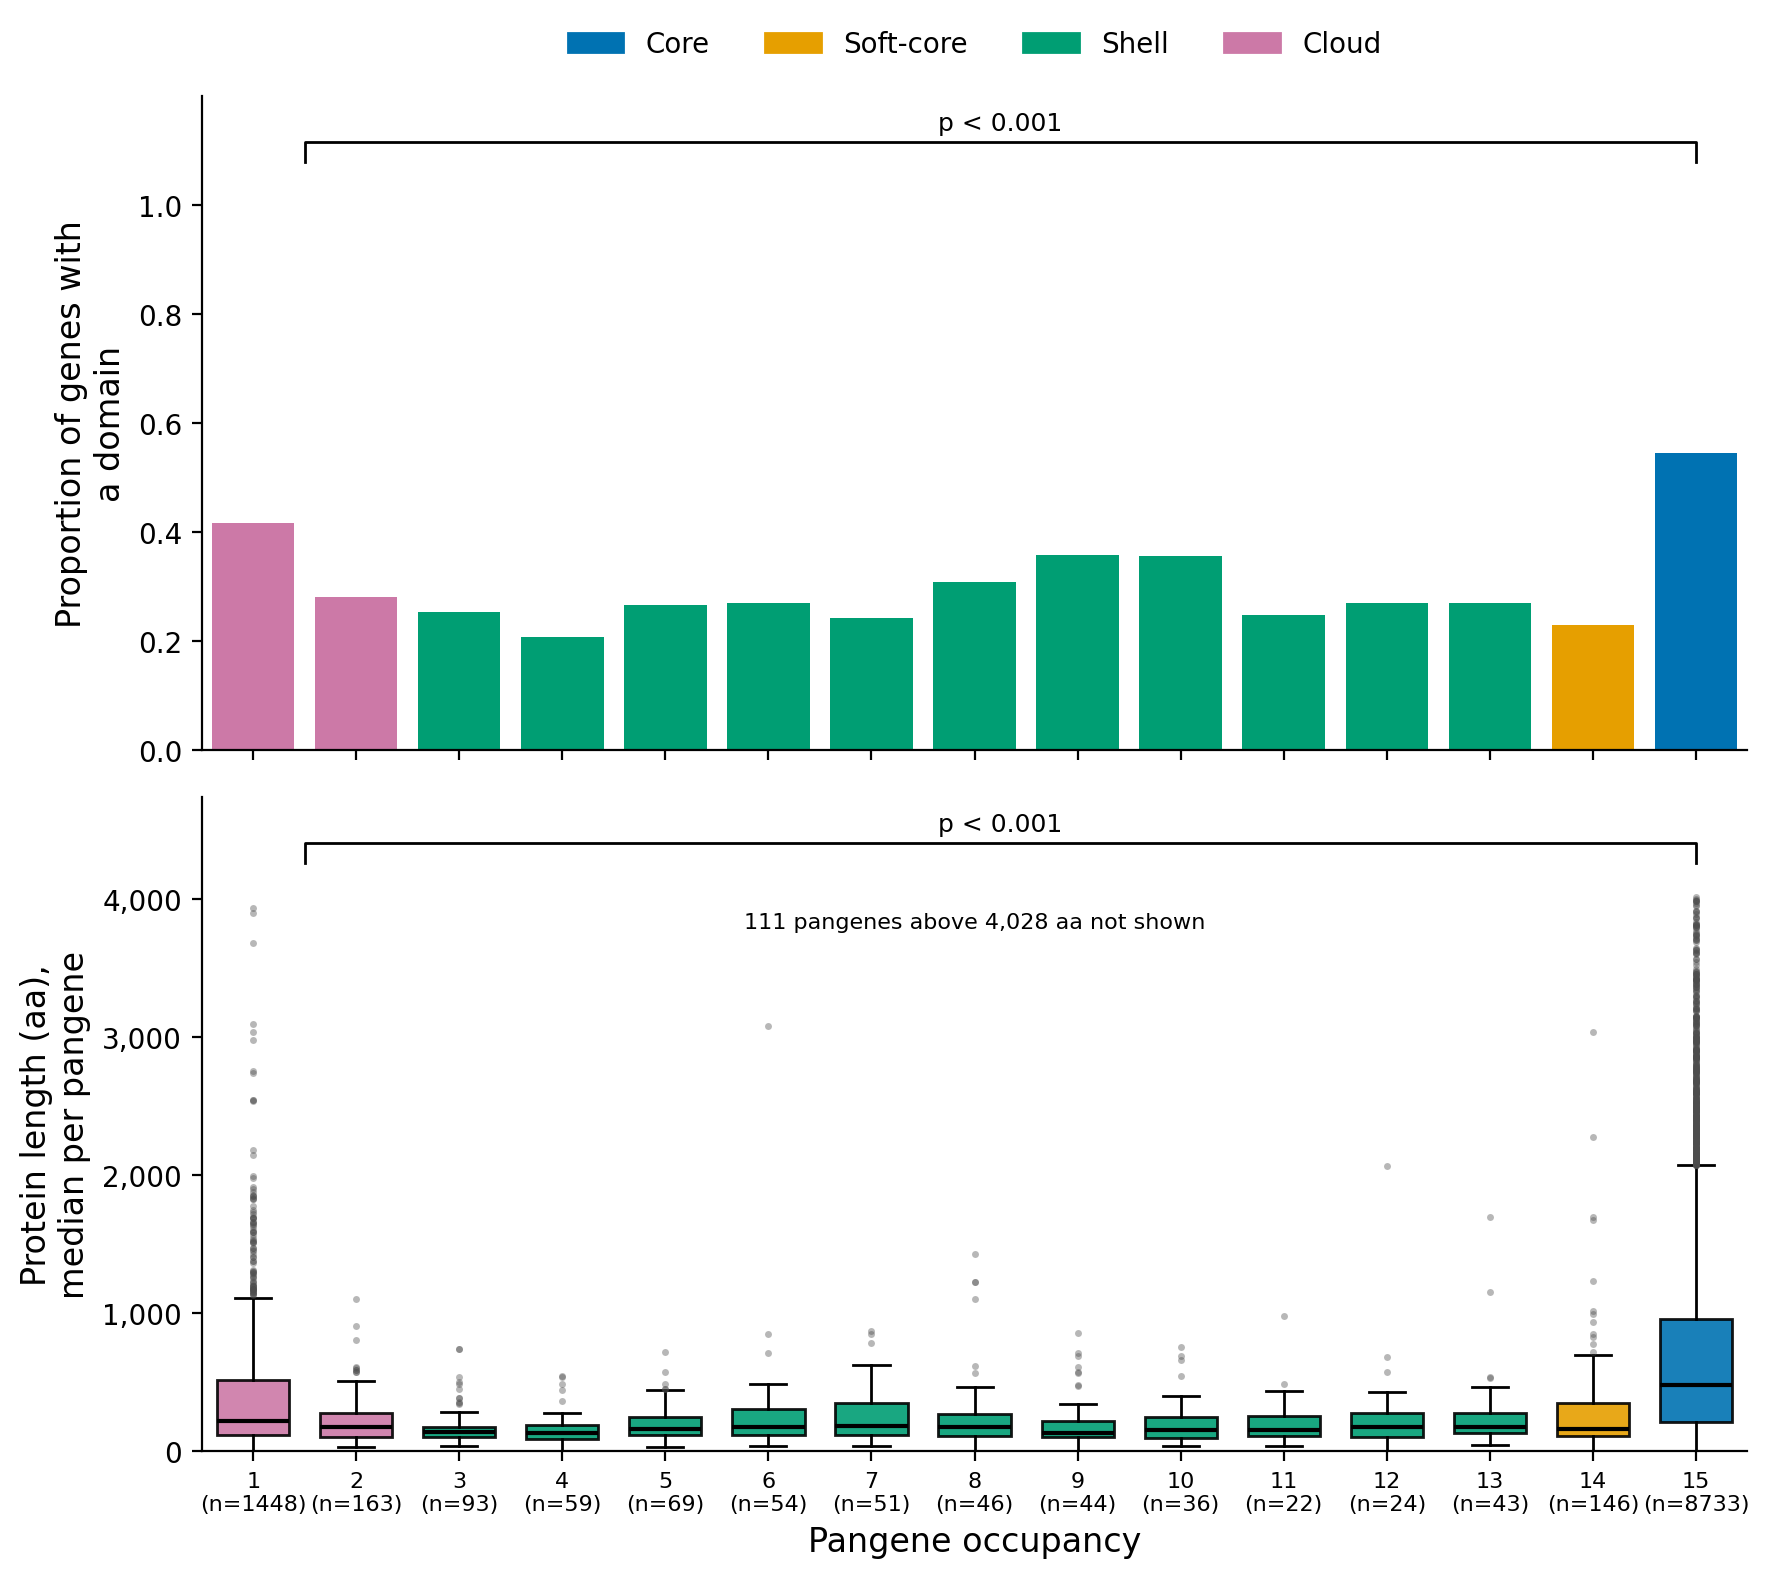 Core Soft-core Shell Cloud
p < 0.001
1.0
0.8
0.6
0.4
0.2
0.0
Proportion of genes with
a domain
p < 0.001
111 pangenes above 4,028 aa not shown
4,000
3,000
2,000
1,000
0
Protein length (aa),
median per pangene
1 2 3 4 5 6 7 8 9 10 11 12 13 14 15
(n=1448) (n=163) (n=93) (n=59) (n=69) (n=54) (n=51) (n=46) (n=44) (n=36) (n=22) (n=24) (n=43) (n=146) (n=8733)
Pangene occupancy